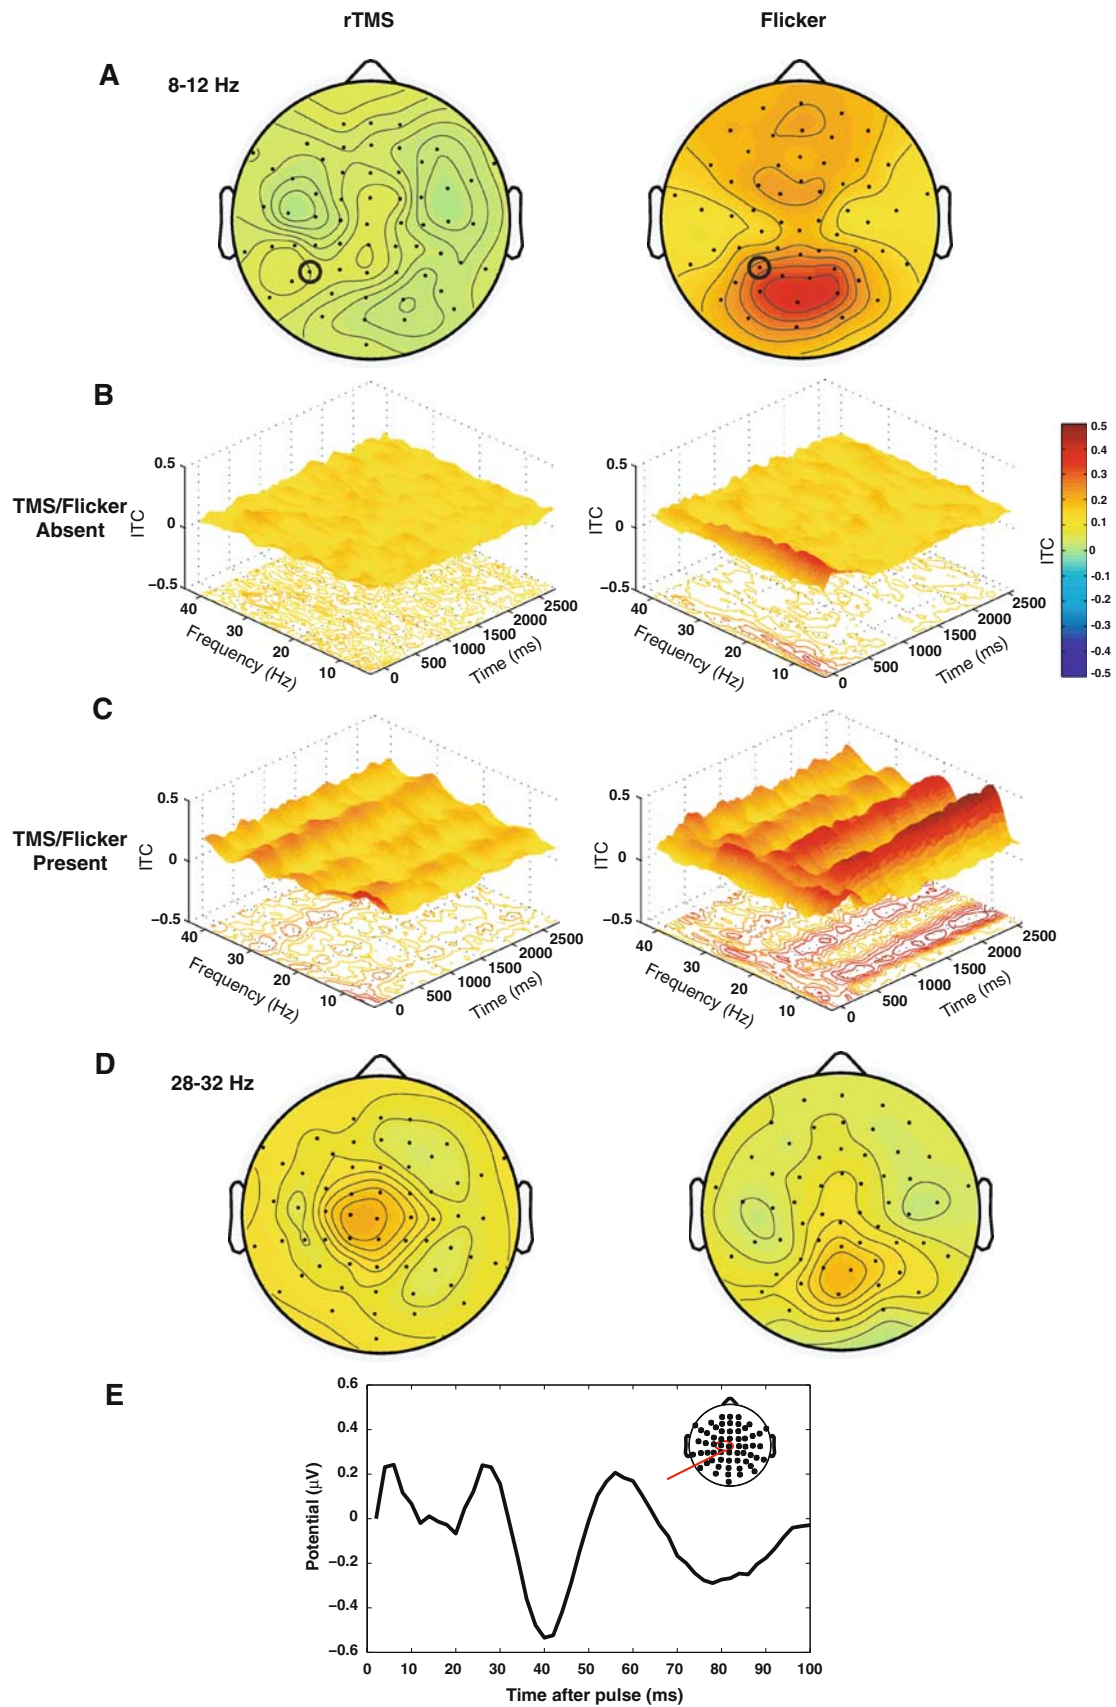 rTMS
Flicker
A
8-12 Hz
B
TMS/Flicker
Absent
0.5
0
−0.5
ITC
40
30
20
10
Frequency (Hz)
0
500
1000
1500
2000
2500
Time (ms)
0.5
0
−0.5
ITC
40
30
20
10
Frequency (Hz)
0
500
1000
1500
2000
2500
Time (ms)
ITC
0.5
0.4
0.3
0.2
0.1
0
-0.1
-0.2
-0.3
-0.4
-0.5
C
TMS/Flicker
Present
0.5
0
−0.5
ITC
40
30
20
10
Frequency (Hz)
0
500
1000
1500
2000
2500
Time (ms)
0.5
0
−0.5
ITC
40
30
20
10
Frequency (Hz)
0
500
1000
1500
2000
2500
Time (ms)
D
28-32 Hz
E
Potential (µV)
0.6
0.4
0.2
0
−0.2
−0.4
−0.6
0 10 20 30 40 50 60 70 80 90 100
Time after pulse (ms)